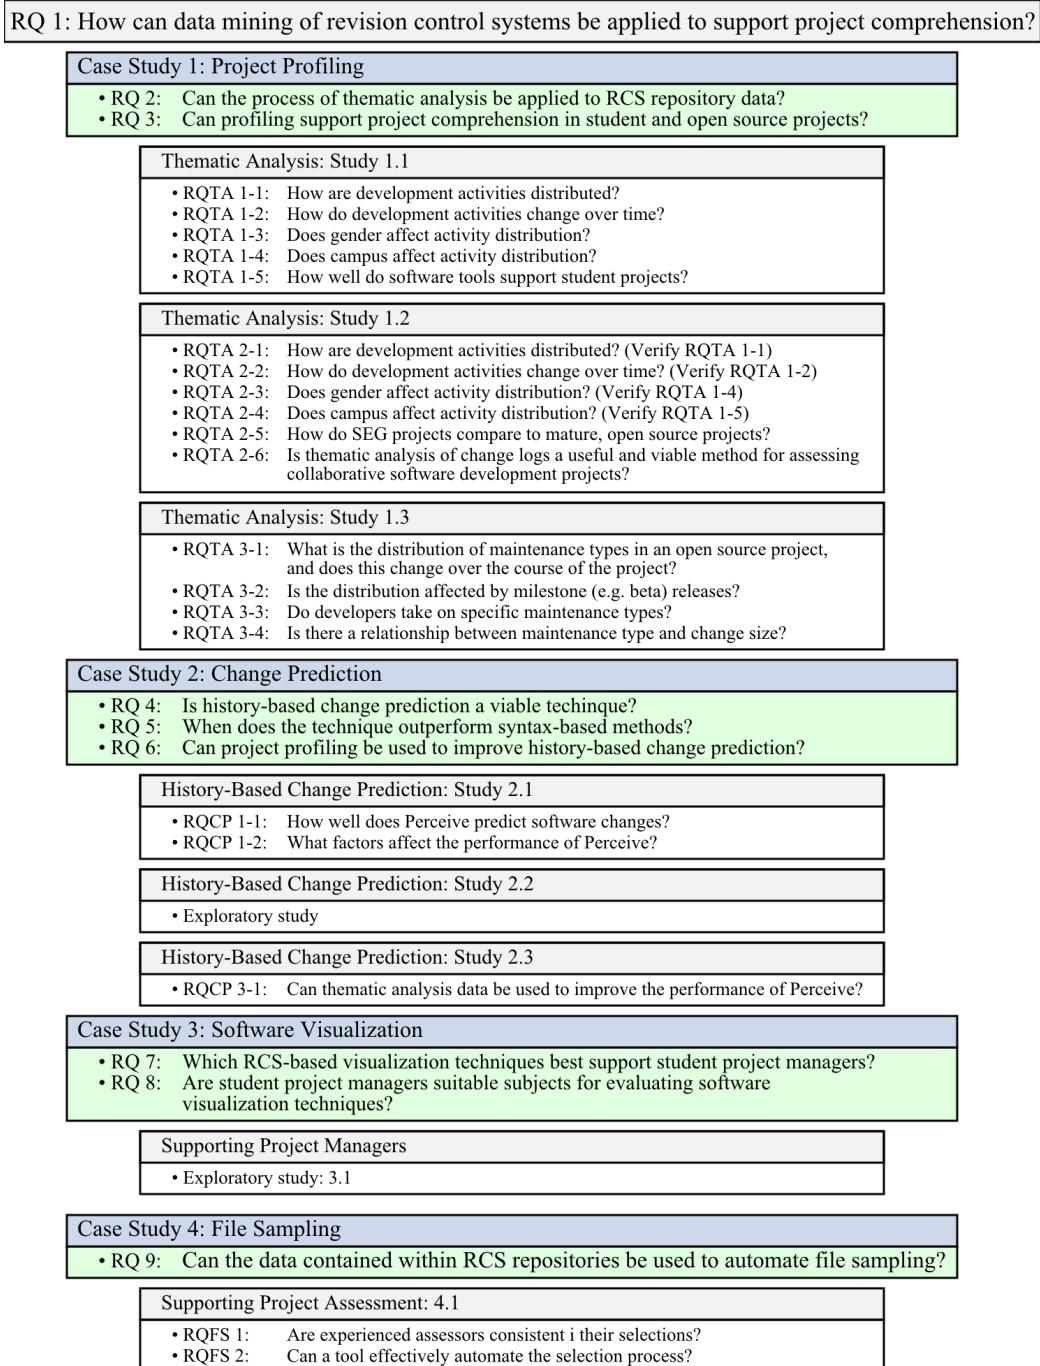 RQ 1: How can data mining of revision control systems be applied to support project comprehension?
Case Study 1: Project Profiling
• RQ 2: Can the process of thematic analysis be applied to RCS repository data?
• RQ 3: Can profiling support project comprehension in student and open source projects?
Thematic Analysis: Study 1.1
• RQTA 1-1: How are development activities distributed?
• RQTA 1-2: How do development activities change over time?
• RQTA 1-3: Does gender affect activity distribution?
• RQTA 1-4: Does campus affect activity distribution?
• RQTA 1-5: How well do software tools support student projects?
Thematic Analysis: Study 1.2
• RQTA 2-1: How are development activities distributed? (Verify RQTA 1-1)
• RQTA 2-2: How do development activities change over time? (Verify RQTA 1-2)
• RQTA 2-3: Does gender affect activity distribution? (Verify RQTA 1-4)
• RQTA 2-4: Does campus affect activity distribution? (Verify RQTA 1-5)
• RQTA 2-5: How do SEG projects compare to mature, open source projects?
• RQTA 2-6: Is thematic analysis of change logs a useful and viable method for assessing
collaborative software development projects?
Thematic Analysis: Study 1.3
• RQTA 3-1: What is the distribution of maintenance types in an open source project,
and does this change over the course of the project?
• RQTA 3-2: Is the distribution affected by milestone (e.g. beta) releases?
• RQTA 3-3: Do developers take on specific maintenance types?
• RQTA 3-4: Is there a relationship between maintenance type and change size?
Case Study 2: Change Prediction
• RQ 4: Is history-based change prediction a viable techinque?
• RQ 5: When does the technique outperform syntax-based methods?
• RQ 6: Can project profiling be used to improve history-based change prediction?
History-Based Change Prediction: Study 2.1
• RQCP 1-1: How well does Perceive predict software changes?
• RQCP 1-2: What factors affect the performance of Perceive?
History-Based Change Prediction: Study 2.2
• Exploratory study
History-Based Change Prediction: Study 2.3
• RQCP 3-1: Can thematic analysis data be used to improve the performance of Perceive?
Case Study 3: Software Visualization
• RQ 7: Which RCS-based visualization techniques best support student project managers?
• RQ 8: Are student project managers suitable subjects for evaluating software
visualization techniques?
Supporting Project Managers
• Exploratory study: 3.1
Case Study 4: File Sampling
• RQ 9: Can the data contained within RCS repositories be used to automate file sampling?
Supporting Project Assessment: 4.1
• RQFS 1: Are experienced assessors consistent i their selections?
• RQFS 2: Can a tool effectively automate the selection process?